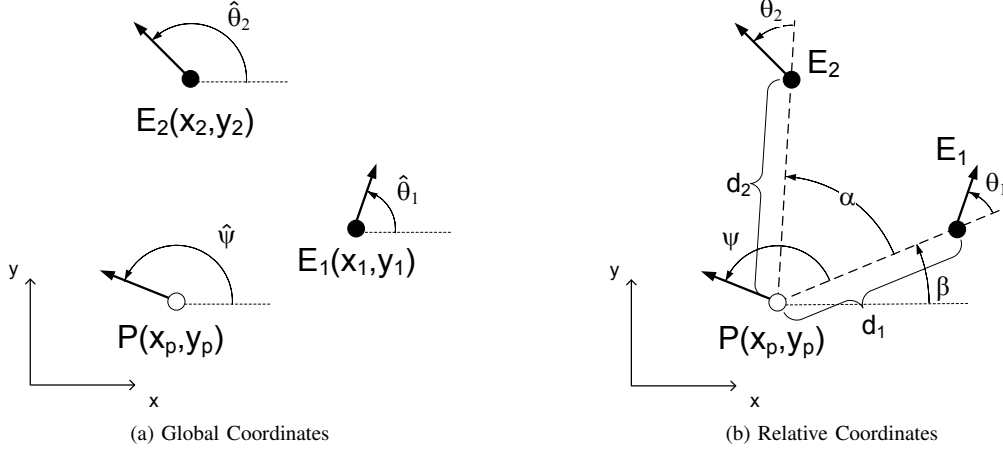 θ̂₂
E₂(x₂,y₂)
θ̂₁
E₁(x₁,y₁)
ψ̂
P(xₚ,yₚ)
y
x
(a) Global Coordinates
θ₂
E₂
E₁
θ₁
d₂
α
ψ
β
d₁
P(xₚ,yₚ)
y
x
(b) Relative Coordinates